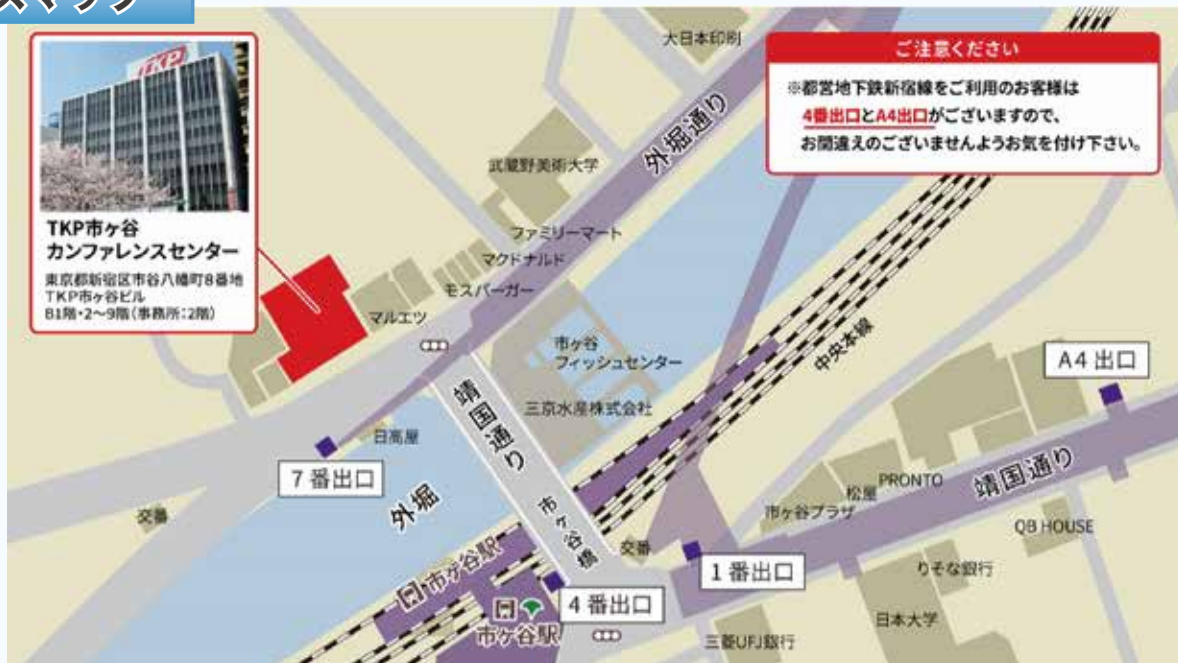 スマップ
TKP
TKP市ヶ谷
カンファレンスセンター
東京都新宿区市谷八幡町8番地
TKP市ヶ谷ビル
B1階・2〜9階(事務所:2階)
ご注意ください
※都営地下鉄新宿線をご利用のお客様は
4番出口とA4出口がございますので、
お間違えのございませんようお気を付け下さい。
大日本印刷
外堀通り
武蔵野美術大学
ファミリーマート
マクドナルド
モスバーガー
マルエツ
市ヶ谷
フィッシュセンター
三京水産株式会社
中央本線
A4 出口
靖国通り
日高屋
7 番出口
外堀
交番
市ヶ谷橋
PRONTO
松屋
市ヶ谷プラザ
靖国通り
QB HOUSE
交番
1 番出口
りそな銀行
市ヶ谷駅
4 番出口
市ヶ谷駅
日本大学
三菱UFJ銀行